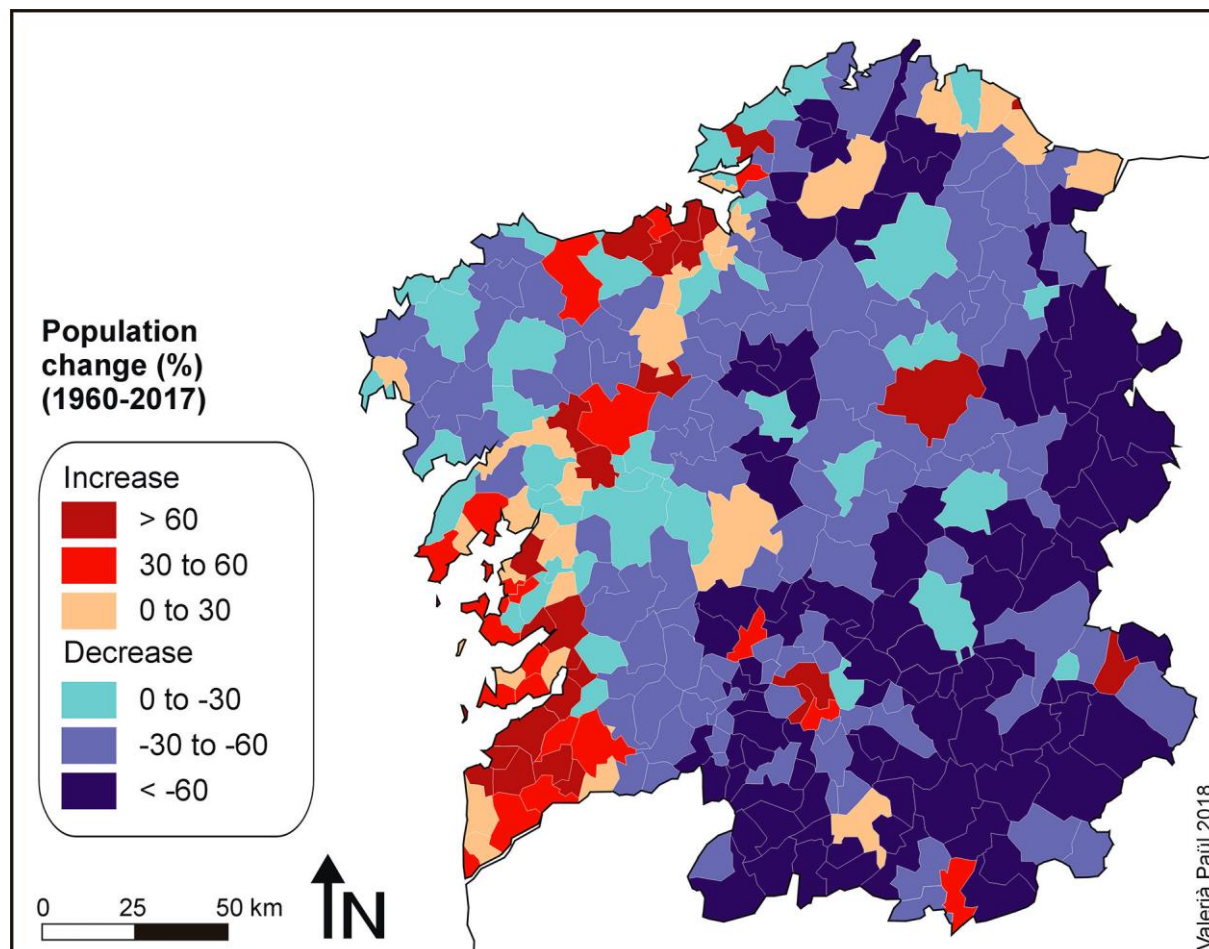 Population
change (%)
(1960-2017)
Increase
> 60
30 to 60
0 to 30
Decrease
0 to -30
-30 to -60
< -60
0 25 50 km
N
Valerià Paül 2018